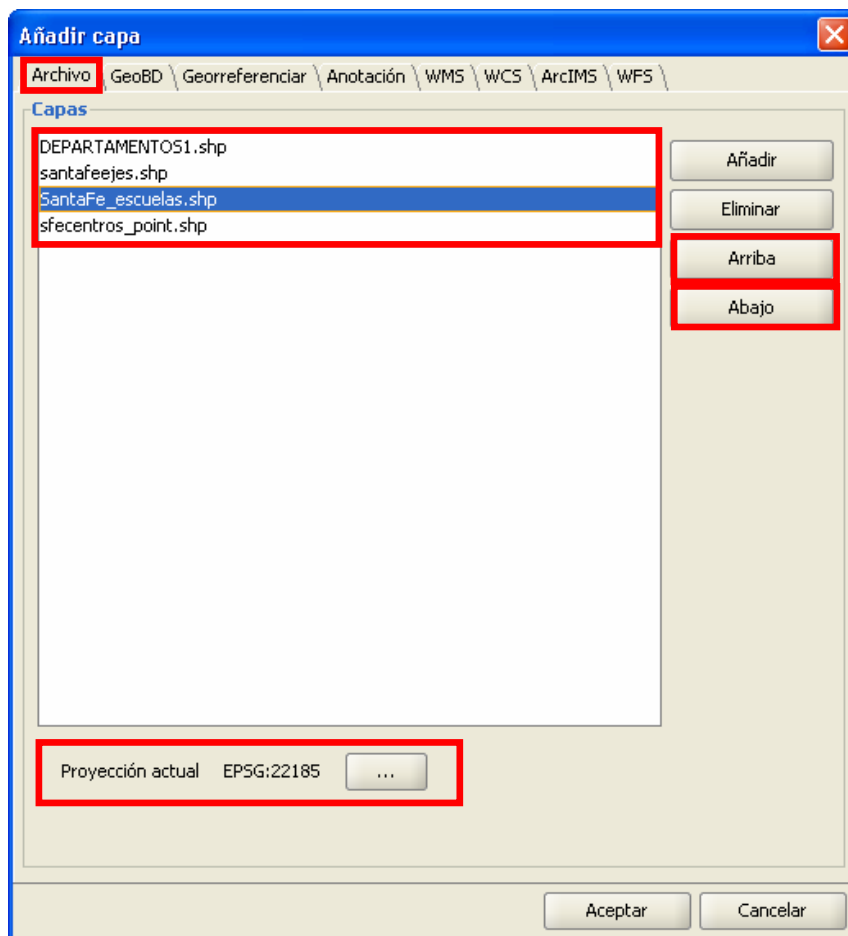 Añadir capa
Archivo GeoBD Georreferenciar Anotación WMS WCS ArcIMS WFS
Capas
DEPARTAMENTOS1.shp
santafeejes.shp
SantaFe_escuelas.shp
sfecentros_point.shp
Añadir
Eliminar
Arriba
Abajo
Proyección actual EPSG:22185 ...
Aceptar Cancelar